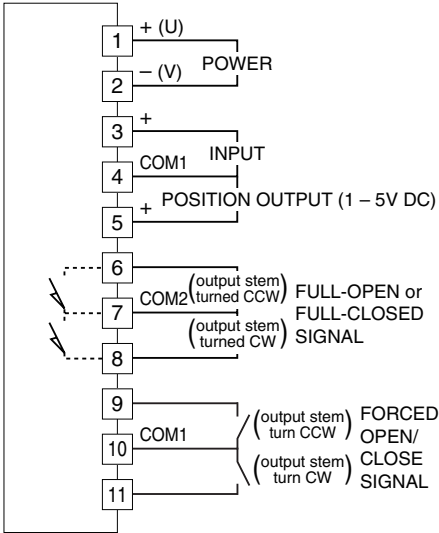 1 + (U)
POWER
2 – (V)
3 +
INPUT
4 COM1
POSITION OUTPUT (1 – 5V DC)
5 +
6
(output stem turned CCW)
7 COM2
FULL-OPEN or
FULL-CLOSED
SIGNAL
(output stem turned CW)
8
9
(output stem turn CCW)
10 COM1
FORCED
OPEN/
CLOSE
SIGNAL
(output stem turn CW)
11